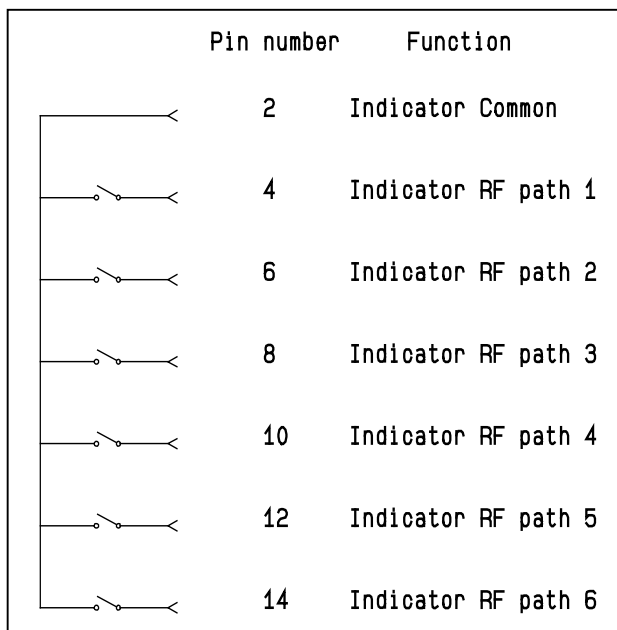 Pin number Function
2 Indicator Common
4 Indicator RF path 1
6 Indicator RF path 2
8 Indicator RF path 3
10 Indicator RF path 4
12 Indicator RF path 5
14 Indicator RF path 6